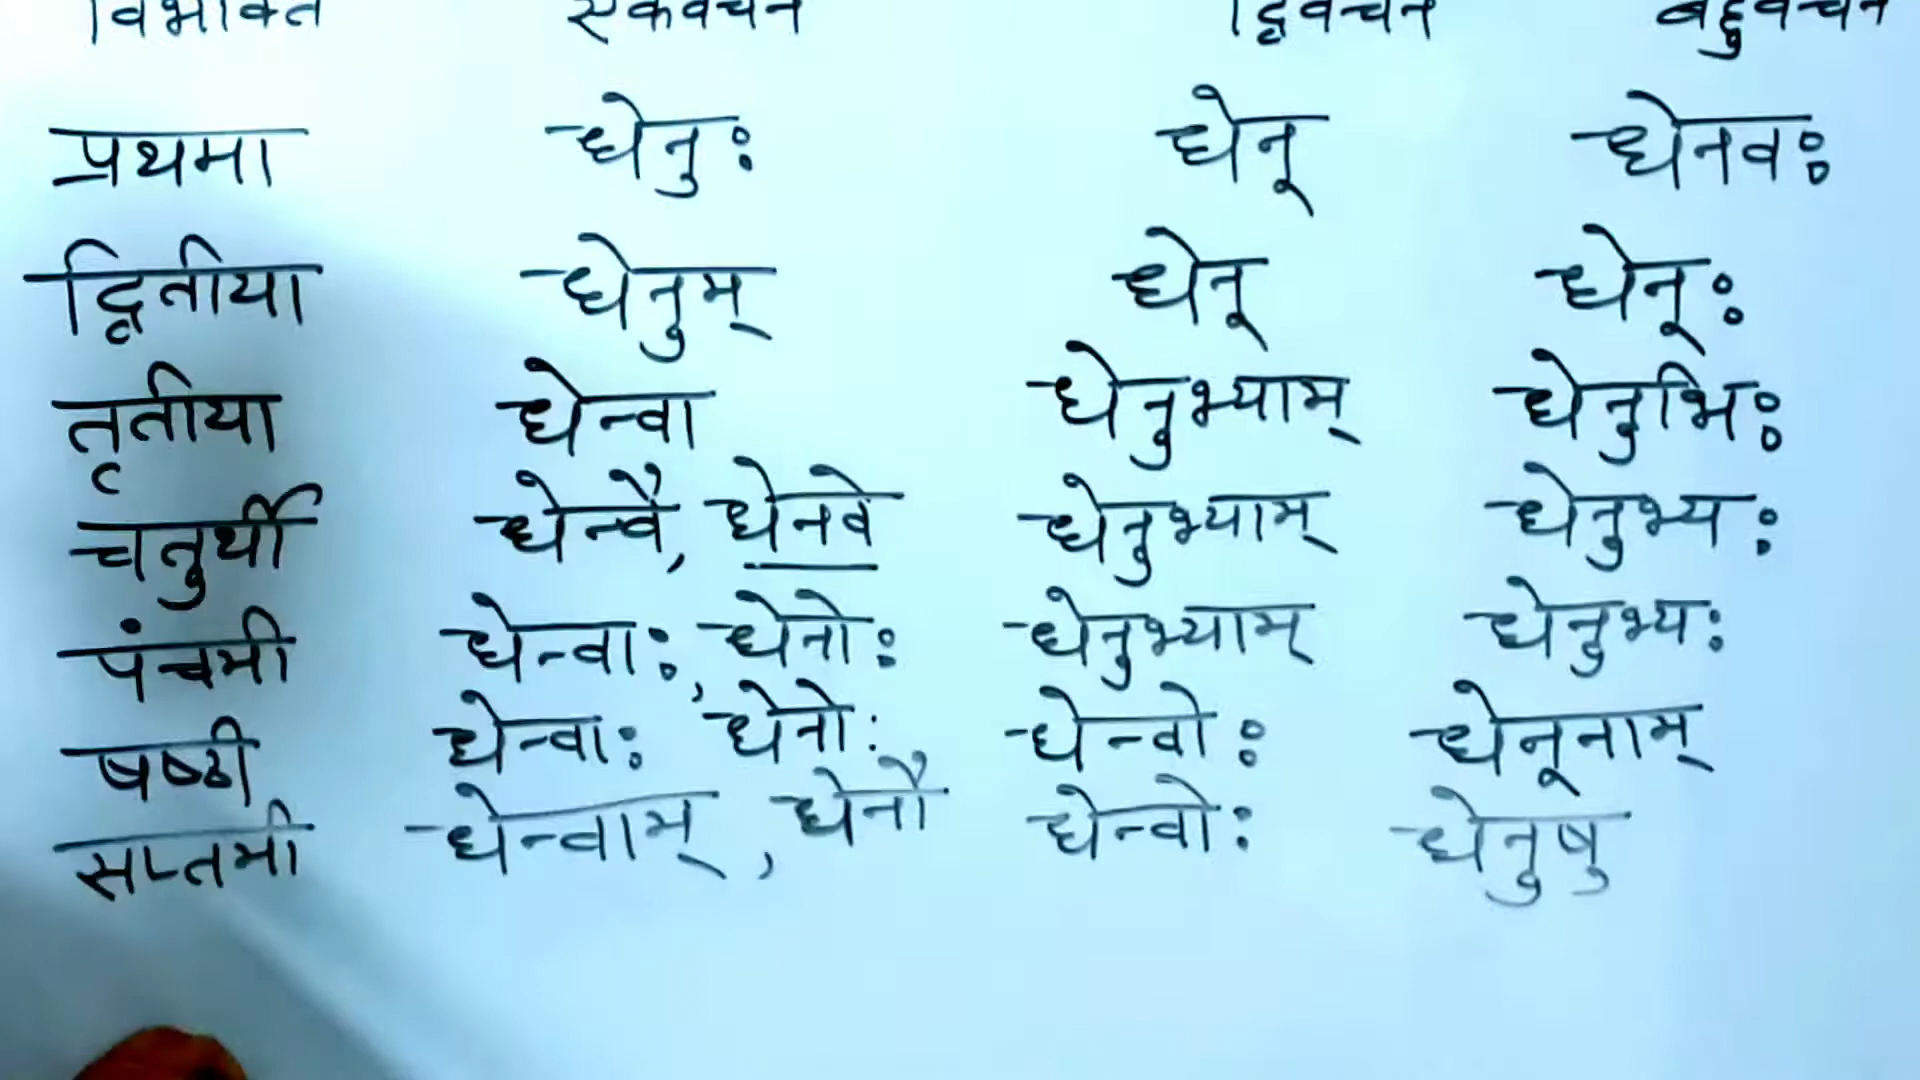 विभक्ति एकवचन द्विवचन बहुवचन
प्रथमा धेनुः धेनू धेनवः
द्वितीया धेनुम् धेनू धेनूः
तृतीया धेन्वा धेनुभ्याम् धेनुभिः
चतुर्थी धेन्वै, धेनवे धेनुभ्याम् धेनुभ्यः
पंचमी धेन्वाः, धेनोः धेनुभ्याम् धेनुभ्यः
षष्ठी धेन्वाः धेनोः धेन्वोः धेनूनाम्
सप्तमी धेन्वाम्, धेनौ धेन्वोः धेनुषु